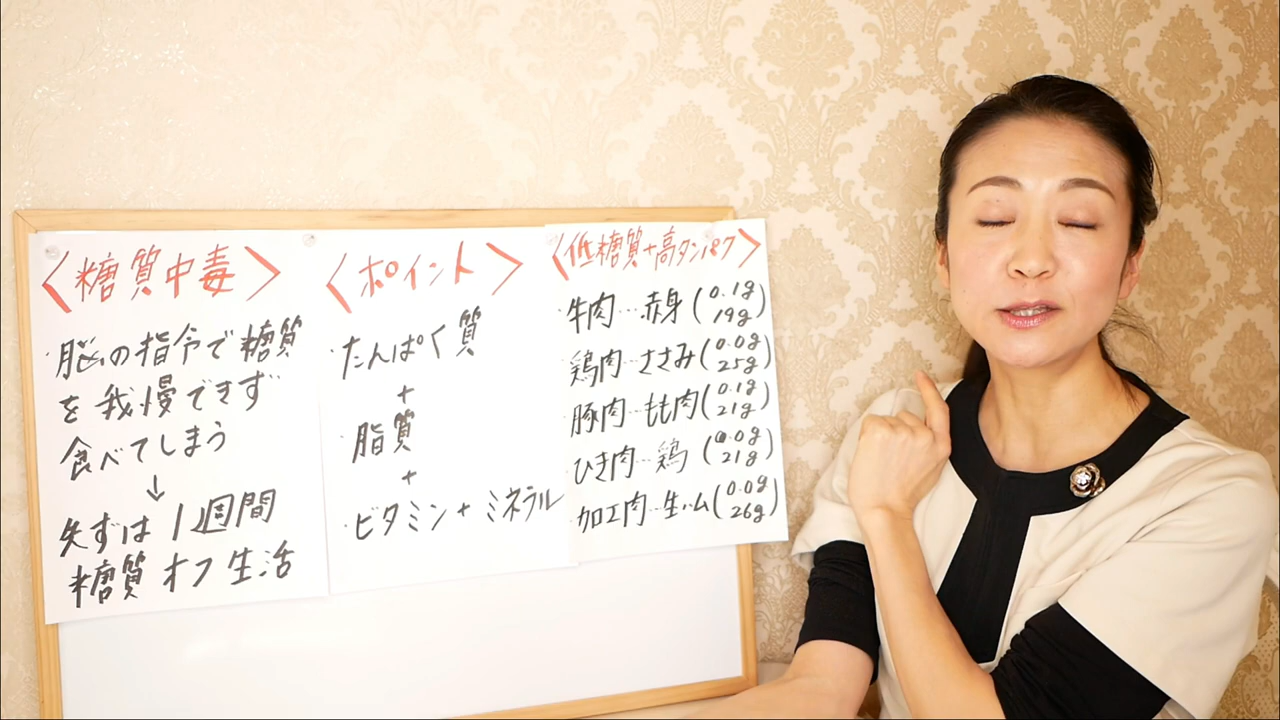 〈糖質中毒〉
・脳の指令で糖質
を我慢できず
食べてしまう
↓
先ずは1週間
糖質オフ生活
〈ポイント〉
・たんぱく質
+
・脂質
+
・ビタミン+ミネラル
〈低糖質+高タンパク〉
・牛肉…赤身(0.1g
19g)
・鶏肉…ささみ(0.0g
25g)
・豚肉…もも肉(0.1g
21g)
・ひき肉…鶏(0.0g
21g)
・加工肉…生ハム(0.0g
26g)